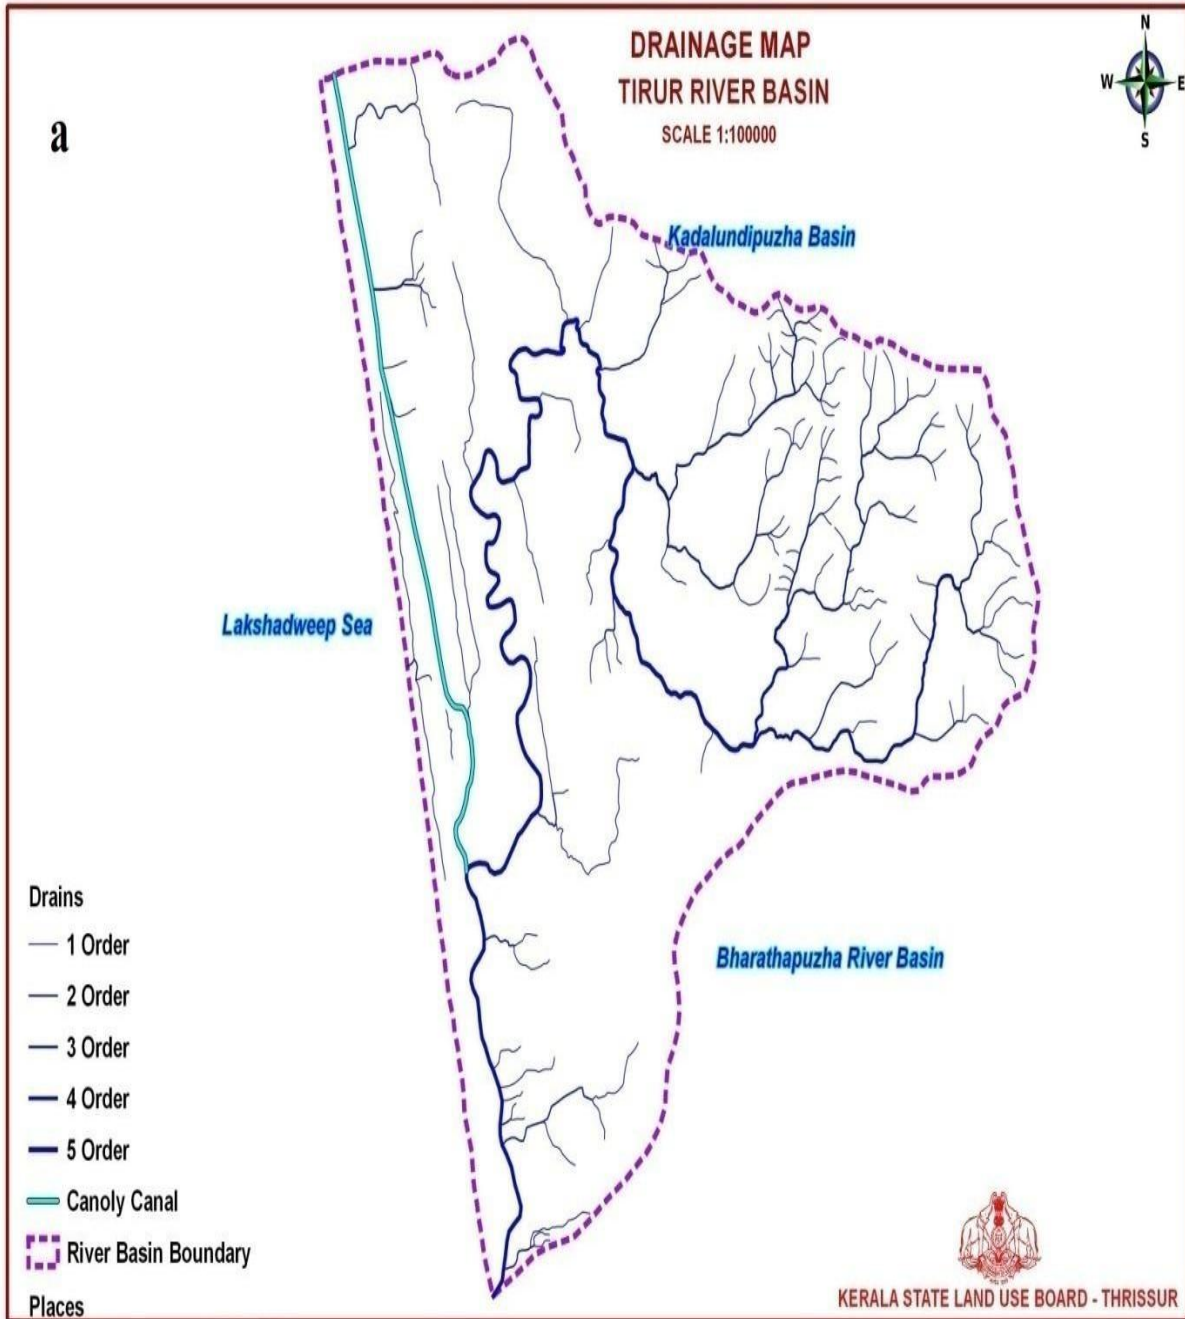 DRAINAGE MAP
TIRUR RIVER BASIN
SCALE 1:100000
N
W
E
S
a
Kadalundipuzha Basin
Lakshadweep Sea
Bharathapuzha River Basin
Drains
1 Order
2 Order
3 Order
4 Order
5 Order
Canoly Canal
River Basin Boundary
Places
KERALA STATE LAND USE BOARD - THRISSUR